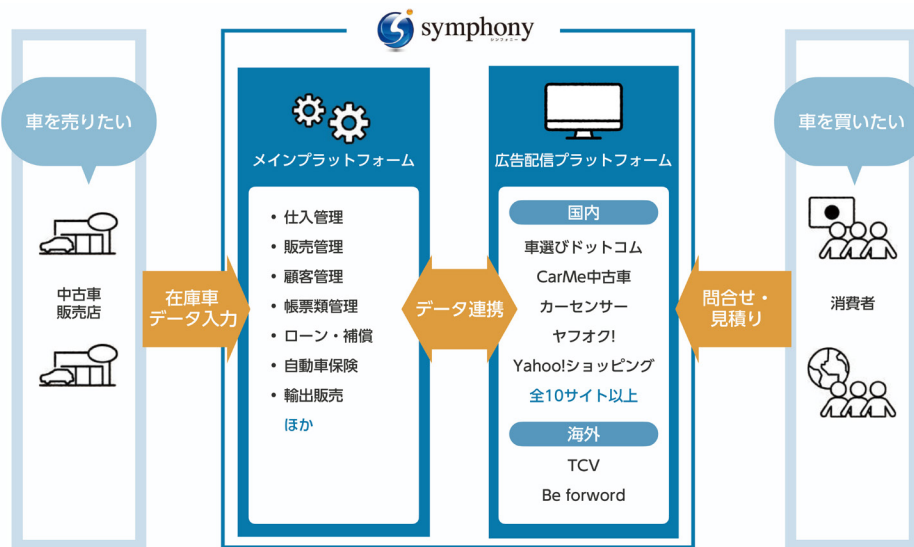 symphony
シンフォニー
車を売りたい
中古車
販売店
在庫車
データ入力
メインプラットフォーム
• 仕入管理
• 販売管理
• 顧客管理
• 帳票類管理
• ローン・補償
• 自動車保険
• 輸出販売
ほか
データ連携
広告配信プラットフォーム
国内
車選びドットコム
CarMe中古車
カーセンサー
ヤフオク!
Yahoo!ショッピング
全10サイト以上
海外
TCV
Be forword
問合せ・
見積り
車を買いたい
消費者